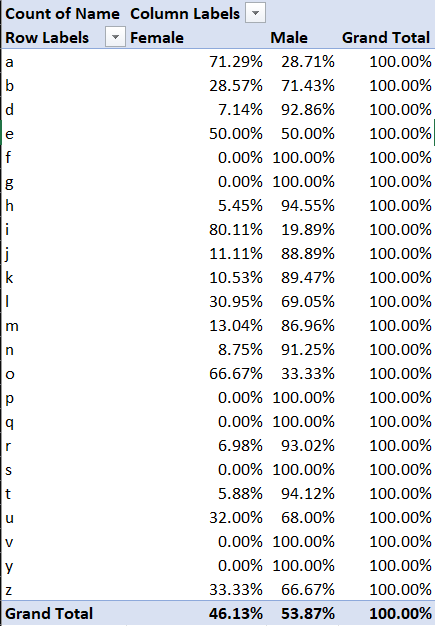 Count of Name Column Labels
Row Labels Female Male Grand Total
a 71.29% 28.71% 100.00%
b 28.57% 71.43% 100.00%
d 7.14% 92.86% 100.00%
e 50.00% 50.00% 100.00%
f 0.00% 100.00% 100.00%
g 0.00% 100.00% 100.00%
h 5.45% 94.55% 100.00%
i 80.11% 19.89% 100.00%
j 11.11% 88.89% 100.00%
k 10.53% 89.47% 100.00%
l 30.95% 69.05% 100.00%
m 13.04% 86.96% 100.00%
n 8.75% 91.25% 100.00%
o 66.67% 33.33% 100.00%
p 0.00% 100.00% 100.00%
q 0.00% 100.00% 100.00%
r 6.98% 93.02% 100.00%
s 0.00% 100.00% 100.00%
t 5.88% 94.12% 100.00%
u 32.00% 68.00% 100.00%
v 0.00% 100.00% 100.00%
y 0.00% 100.00% 100.00%
z 33.33% 66.67% 100.00%
Grand Total 46.13% 53.87% 100.00%